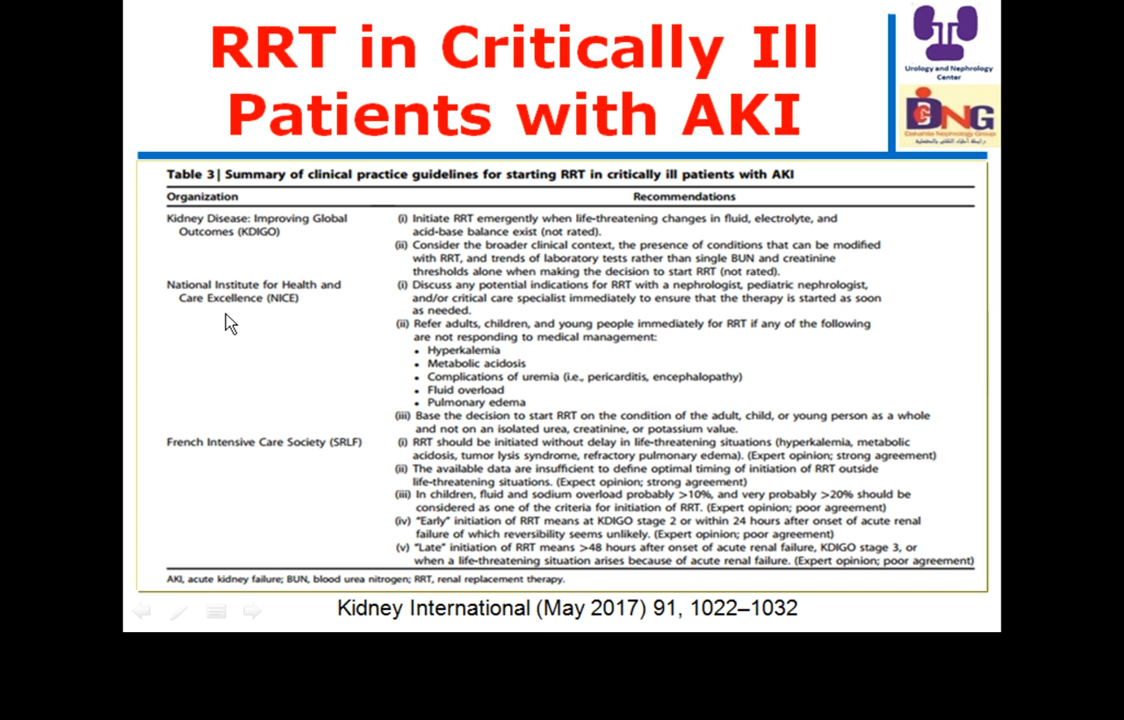 RRT in Critically Ill
Patients with AKI
Urology and Nephrology
Center
DNG
Dakahlia Nephrology Group
Table 3| Summary of clinical practice guidelines for starting RRT in critically ill patients with AKI
Organization Recommendations
Kidney Disease: Improving Global (i) Initiate RRT emergently when life-threatening changes in fluid, electrolyte, and
Outcomes (KDIGO) acid-base balance exist (not rated).
(ii) Consider the broader clinical context, the presence of conditions that can be modified
with RRT, and trends of laboratory tests rather than single BUN and creatinine
thresholds alone when making the decision to start RRT (not rated).
National Institute for Health and (i) Discuss any potential indications for RRT with a nephrologist, pediatric nephrologist,
Care Excellence (NICE) and/or critical care specialist immediately to ensure that the therapy is started as soon
as needed.
(ii) Refer adults, children, and young people immediately for RRT if any of the following
are not responding to medical management:
• Hyperkalemia
• Metabolic acidosis
• Complications of uremia (i.e., pericarditis, encephalopathy)
• Fluid overload
• Pulmonary edema
(iii) Base the decision to start RRT on the condition of the adult, child, or young person as a whole
and not on an isolated urea, creatinine, or potassium value.
French Intensive Care Society (SRLF) (i) RRT should be initiated without delay in life-threatening situations (hyperkalemia, metabolic
acidosis, tumor lysis syndrome, refractory pulmonary edema). (Expert opinion; strong agreement)
(ii) The available data are insufficient to define optimal timing of initiation of RRT outside
life-threatening situations. (Expect opinion; strong agreement)
(iii) In children, fluid and sodium overload probably >10%, and very probably >20% should be
considered as one of the criteria for initiation of RRT. (Expert opinion; poor agreement)
(iv) "Early" initiation of RRT means at KDIGO stage 2 or within 24 hours after onset of acute renal
failure of which reversibility seems unlikely. (Expert opinion; poor agreement)
(v) "Late" initiation of RRT means >48 hours after onset of acute renal failure, KDIGO stage 3, or
when a life-threatening situation arises because of acute renal failure. (Expert opinion; poor agreement)
AKI, acute kidney failure; BUN, blood urea nitrogen; RRT, renal replacement therapy.
Kidney International (May 2017) 91, 1022–1032